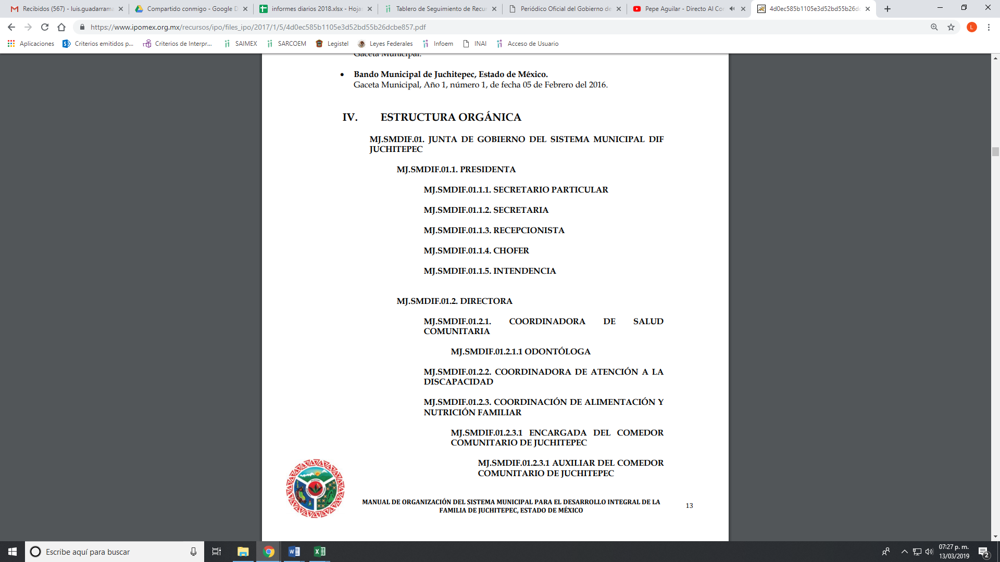 Recibidos (567) - luis.guadarrama
Compartido conmigo - Google D
informes diarios 2018.xlsx - Hojas
Tablero de Seguimiento de Recur
Periódico Oficial del Gobierno de
Pepe Aguilar - Directo Al Cor
4d0ec585b1105e3d52bd55b26dc
https://www.ipomex.org.mx/recursos/ipo/files_ipo/2017/1/5/4d0ec585b1105e3d52bd55b26dcbe857.pdf
L
Aplicaciones
Criterios emitidos p...
Criterios de Interpr...
SAIMEX
SARCOEM
Legistel
Leyes Federales
Infoem
INAI
Acceso de Usuario
Gaceta Municipal.
• Bando Municipal de Juchitepec, Estado de México.
Gaceta Municipal, Año 1, número 1, de fecha 05 de Febrero del 2016.
IV. ESTRUCTURA ORGÁNICA
MJ.SMDIF.01. JUNTA DE GOBIERNO DEL SISTEMA MUNICIPAL DIF
JUCHITEPEC
MJ.SMDIF.01.1. PRESIDENTA
MJ.SMDIF.01.1.1. SECRETARIO PARTICULAR
MJ.SMDIF.01.1.2. SECRETARIA
MJ.SMDIF.01.1.3. RECEPCIONISTA
MJ.SMDIF.01.1.4. CHOFER
MJ.SMDIF.01.1.5. INTENDENCIA
MJ.SMDIF.01.2. DIRECTORA
MJ.SMDIF.01.2.1. COORDINADORA DE SALUD
COMUNITARIA
MJ.SMDIF.01.2.1.1 ODONTÓLOGA
MJ.SMDIF.01.2.2. COORDINADORA DE ATENCIÓN A LA
DISCAPACIDAD
MJ.SMDIF.01.2.3. COORDINACIÓN DE ALIMENTACIÓN Y
NUTRICIÓN FAMILIAR
MJ.SMDIF.01.2.3.1 ENCARGADA DEL COMEDOR
COMUNITARIO DE JUCHITEPEC
MJ.SMDIF.01.2.3.1 AUXILIAR DEL COMEDOR
COMUNITARIO DE JUCHITEPEC
MANUAL DE ORGANIZACIÓN DEL SISTEMA MUNICIPAL PARA EL DESARROLLO INTEGRAL DE LA
FAMILIA DE JUCHITEPEC, ESTADO DE MÉXICO
13
Escribe aquí para buscar
07:27 p. m.
13/03/2019
2